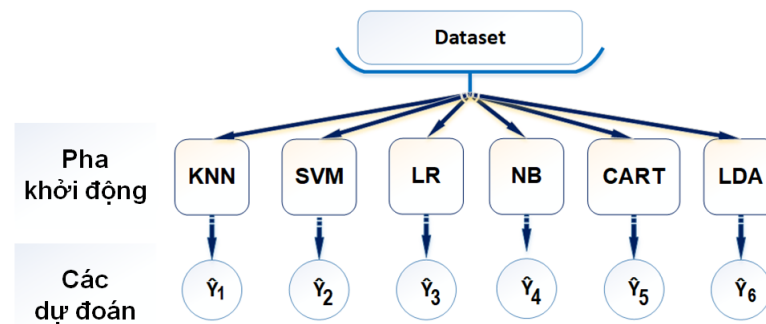 Dataset
Pha
khởi động
KNN SVM LR NB CART LDA
Các
dự đoán
Ŷ1 Ŷ2 Ŷ3 Ŷ4 Ŷ5 Ŷ6